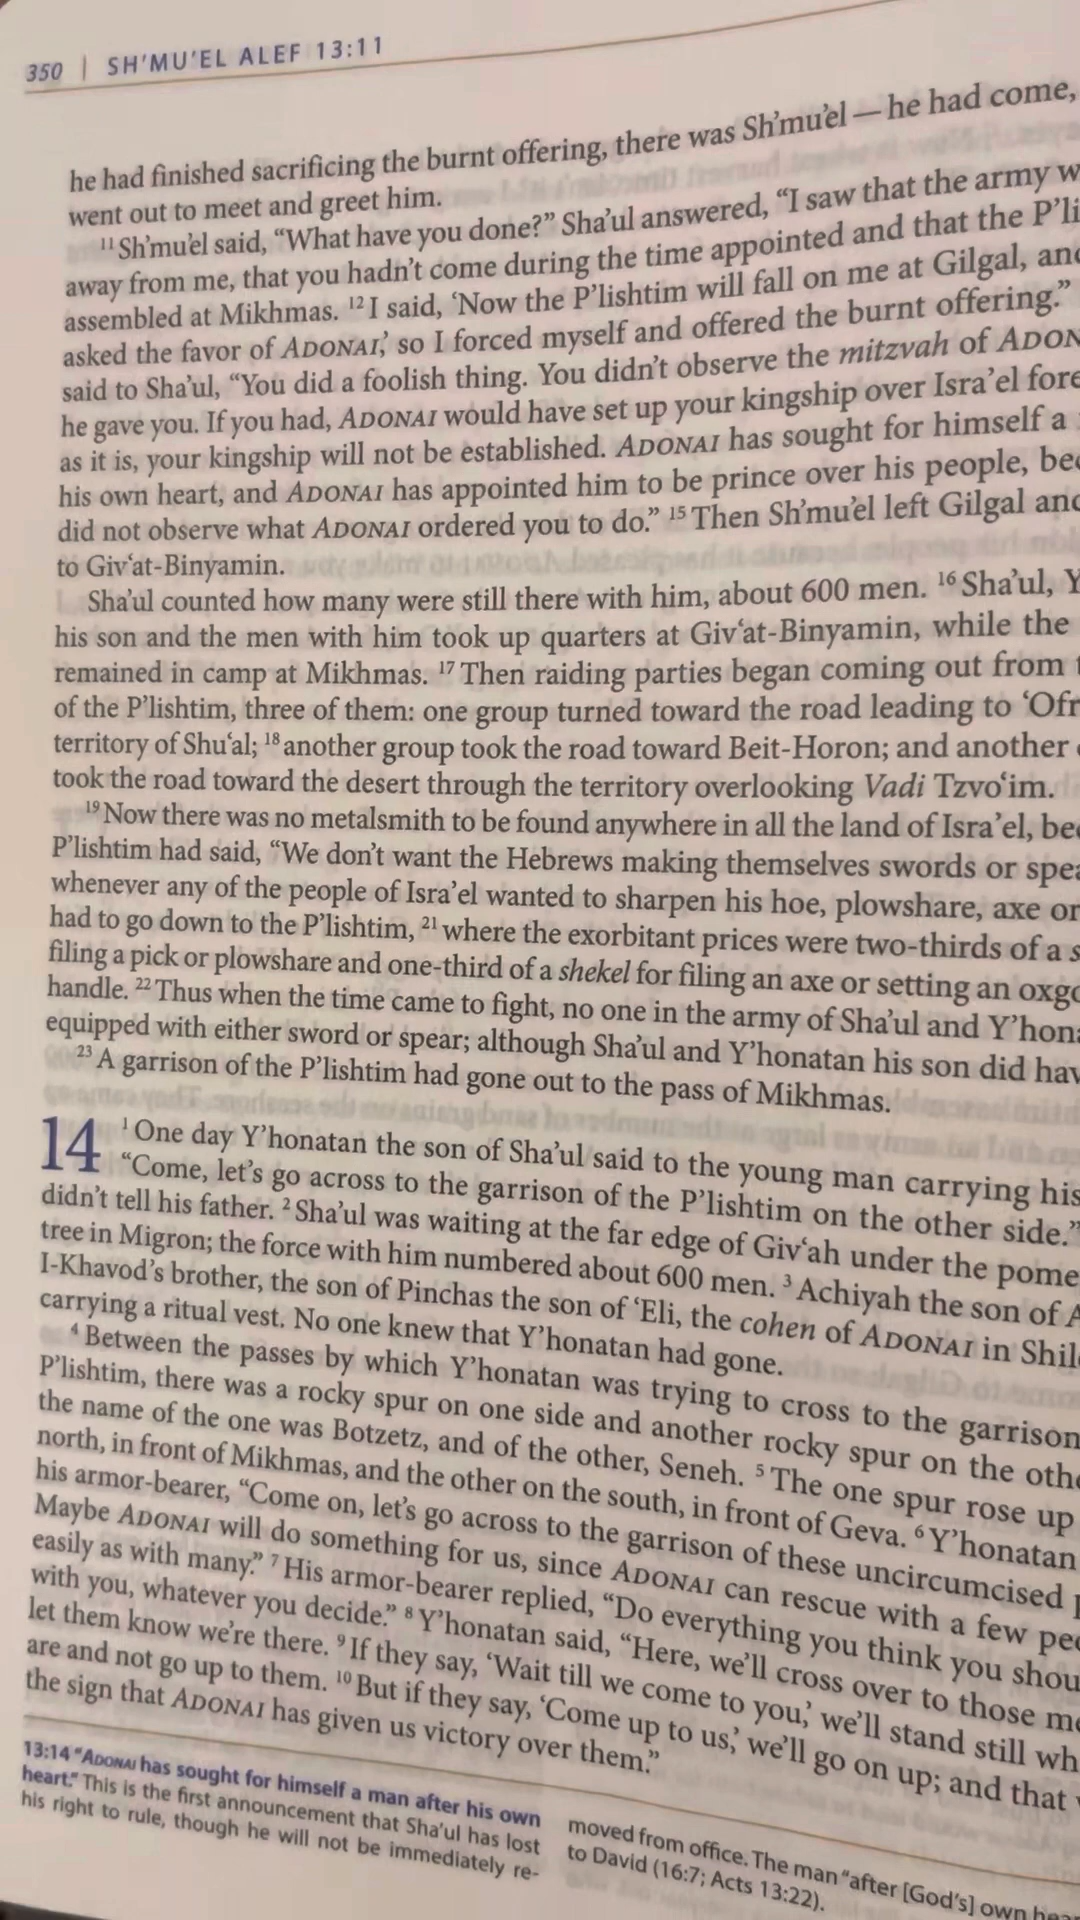 350 | SH'MU'EL ALEF 13:11
he had finished sacrificing the burnt offering, there was Sh'mu'el — he had come,
went out to meet and greet him.
11 Sh'mu'el said, “What have you done?” Sha'ul answered, “I saw that the army
away from me, that you hadn't come during the time appointed and that the
assembled at Mikhmas. 12 I said, ‘Now the P'lishtim will fall on me at Gilgal,
asked the favor of ADONAI,’ so I forced myself and offered the burnt offering.”
said to Sha'ul, “You did a foolish thing. You didn't observe the mitzvah of
he gave you. If you had, ADONAI would have set up your kingship over Isra'el
as it is, your kingship will not be established. ADONAI has sought for himself a
his own heart, and ADONAI has appointed him to be prince over his people,
did not observe what ADONAI ordered you to do.” 15 Then Sh'mu'el left Gilgal
to Giv‘at-Binyamin.
Sha'ul counted how many were still there with him, about 600 men. 16 Sha'ul,
his son and the men with him took up quarters at Giv‘at-Binyamin, while the
remained in camp at Mikhmas. 17 Then raiding parties began coming out from
of the P'lishtim, three of them: one group turned toward the road leading to
territory of Shu‘al; 18 another group took the road toward Beit-Horon; and another
took the road toward the desert through the territory overlooking Vadi Tzvo‘im.
19 Now there was no metalsmith to be found anywhere in all the land of Isra'el,
P'lishtim had said, “We don't want the Hebrews making themselves swords or
whenever any of the people of Isra'el wanted to sharpen his hoe, plowshare, axe or
had to go down to the P'lishtim, 21 where the exorbitant prices were two-thirds of a
filing a pick or plowshare and one-third of a shekel for filing an axe or setting an
handle. 22 Thus when the time came to fight, no one in the army of Sha'ul and
equipped with either sword or spear; although Sha'ul and Y'honatan his son did
23 A garrison of the P'lishtim had gone out to the pass of Mikhmas.
14 1 One day Y'honatan the son of Sha'ul said to the young man carrying his
“Come, let's go across to the garrison of the P'lishtim on the other side.”
didn't tell his father. 2 Sha'ul was waiting at the far edge of Giv‘ah under the
tree in Migron; the force with him numbered about 600 men. 3 Achiyah the son of
I-Khavod's brother, the son of Pinchas the son of ‘Eli, the cohen of ADONAI in
carrying a ritual vest. No one knew that Y'honatan had gone.
4 Between the passes by which Y'honatan was trying to cross to the garrison
P'lishtim, there was a rocky spur on one side and another rocky spur on the
the name of the one was Botzetz, and of the other, Seneh. 5 The one spur rose up
north, in front of Mikhmas, and the other on the south, in front of Geva. 6 Y'honatan
his armor-bearer, “Come on, let's go across to the garrison of these uncircumcised
Maybe ADONAI will do something for us, since ADONAI can rescue with a few
easily as with many.” 7 His armor-bearer replied, “Do everything you think you
with you, whatever you decide.” 8 Y'honatan said, “Here, we'll cross over to those
let them know we're there. 9 If they say, ‘Wait till we come to you,’ we'll stand still
are and not go up to them. 10 But if they say, ‘Come up to us,’ we'll go on up; and that
the sign that ADONAI has given us victory over them.”
13:14 “ADONAI has sought for himself a man after his own
heart.” This is the first announcement that Sha'ul has lost
his right to rule, though he will not be immediately re-
moved from office. The man “after [God's] own
to David (16:7; Acts 13:22).